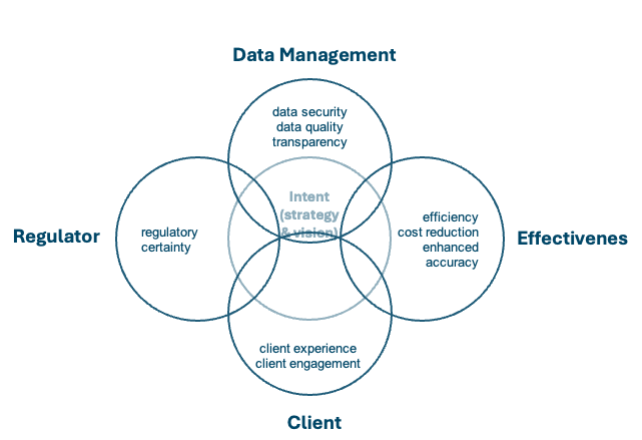 Data Management
data security
data quality
transparency
Intent
(strategy
& vision)
Regulator
regulatory
certainty
efficiency
cost reduction
enhanced
accuracy
Effectivenes
client experience
client engagement
Client